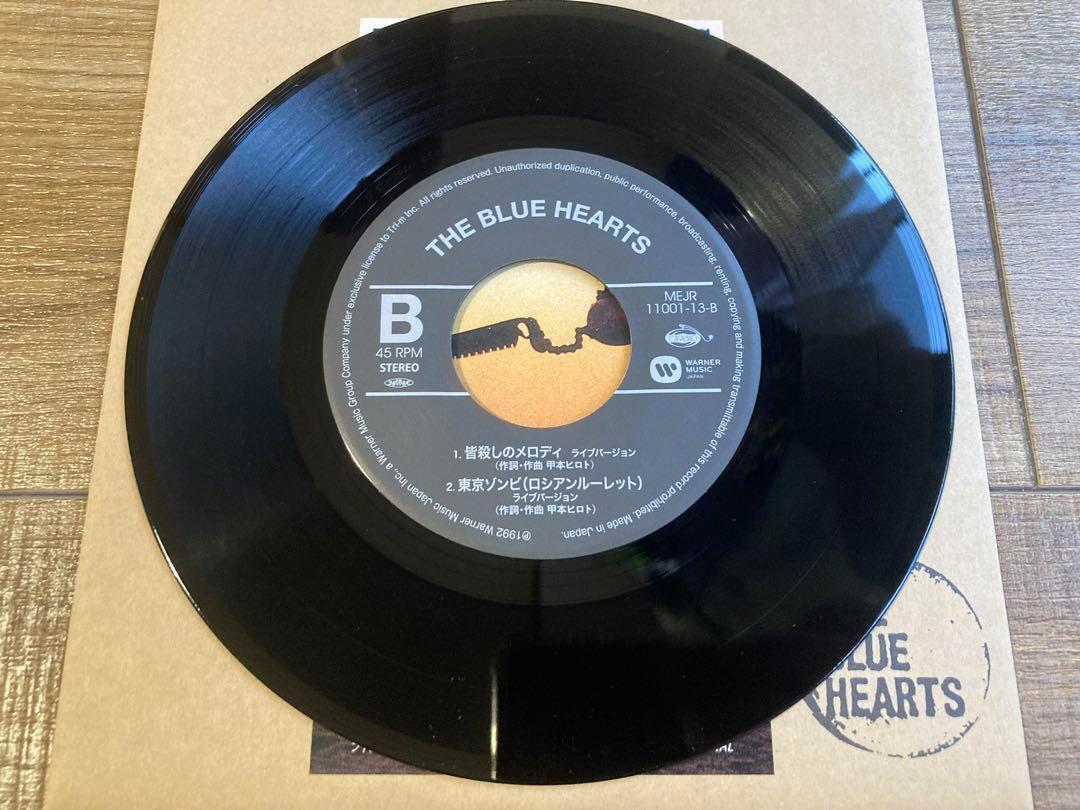 THE BLUE HEARTS
B
45 RPM
STEREO
MEJR
11001-13-B
WARNER
MUSIC
JAPAN
1. 皆殺しのメロディ ライブバージョン
(作詞・作曲 甲本ヒロト)
2. 東京ゾンビ(ロシアンルーレット)
ライブバージョン
(作詞・作曲 甲本ヒロト)
℗1992 Warner Music Japan Inc., a Warner Music Group Company under exclusive license to Tri-m Inc. All rights reserved. Unauthorized duplication, public performance, broadcasting, renting, copying and making transmittable of this record prohibited. Made in Japan.
BLUE
HEARTS